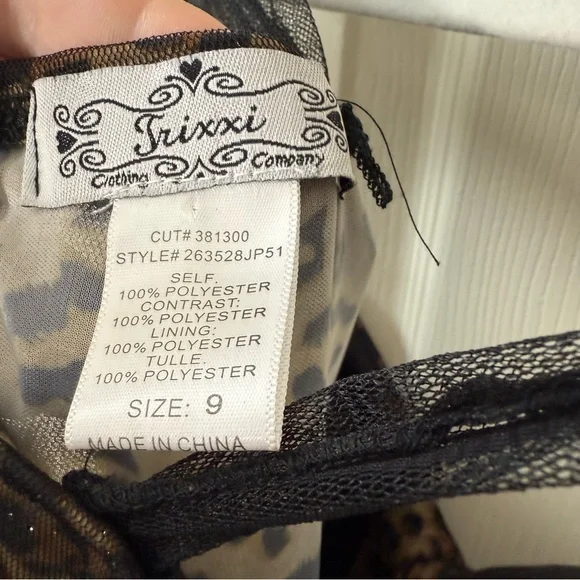 Trixxi
Clothing Company
CUT# 381300
STYLE# 263528JP51
SELF.
100% POLYESTER
CONTRAST:
100% POLYESTER
LINING:
100% POLYESTER
TULLE.
100% POLYESTER
SIZE: 9
MADE IN CHINA